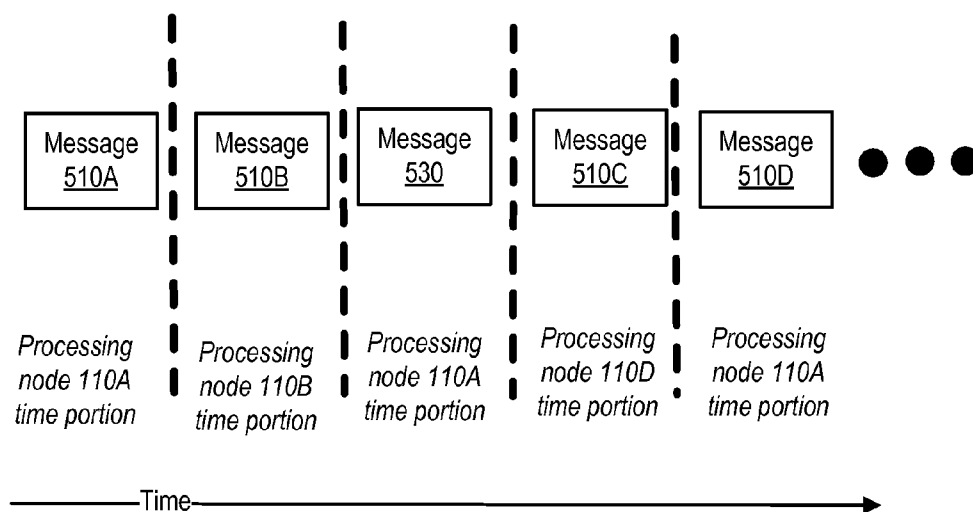 Message
510A
Message
510B
Message
530
Message
510C
Message
510D
Processing
node 110A
time portion
Processing
node 110B
time portion
Processing
node 110A
time portion
Processing
node 110D
time portion
Processing
node 110A
time portion
Time